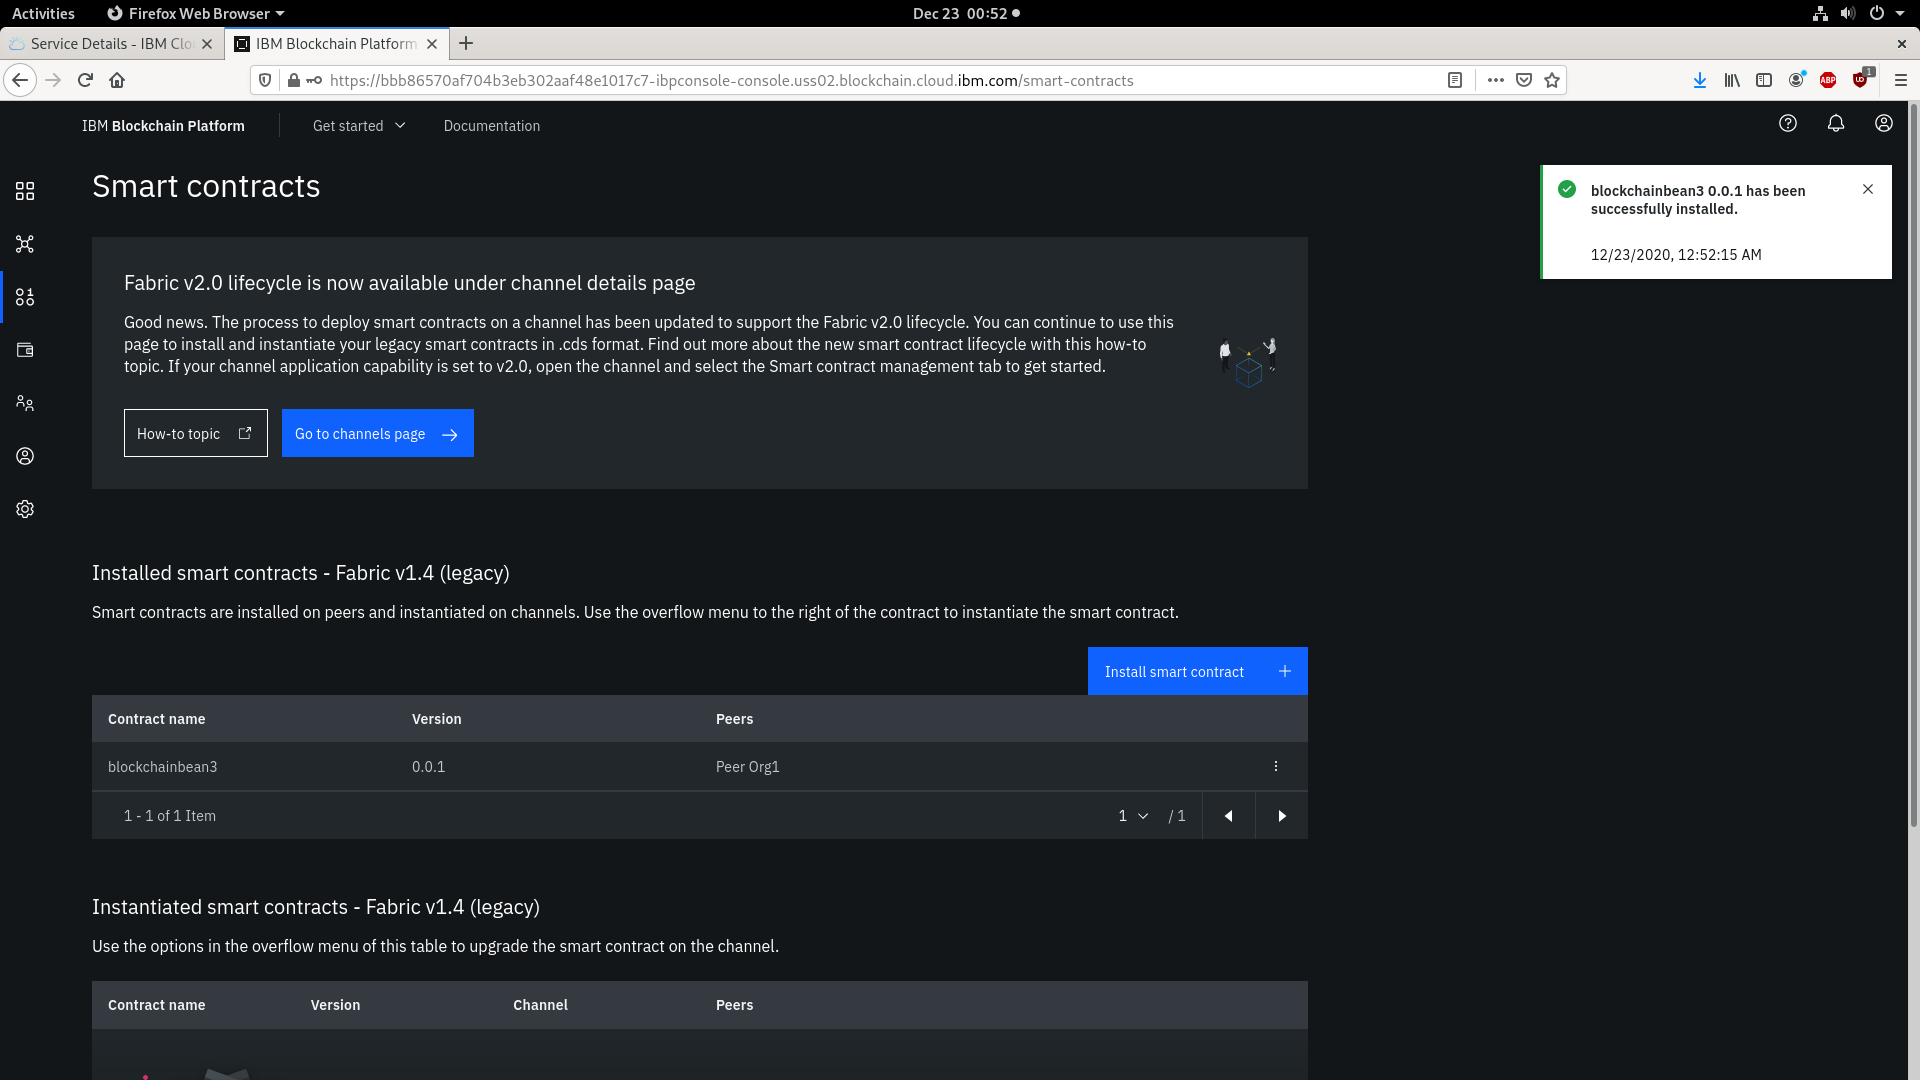 Activities
Firefox Web Browser
Dec 23 00:52
Service Details - IBM Clo
IBM Blockchain Platform
https://bbb86570af704b3eb302aaf48e1017c7-ibpconsole-console.uss02.blockchain.cloud.ibm.com/smart-contracts
ABP
1
IBM Blockchain Platform
Get started
Documentation
Smart contracts
blockchainbean3 0.0.1 has been
successfully installed.
12/23/2020, 12:52:15 AM
Fabric v2.0 lifecycle is now available under channel details page
Good news. The process to deploy smart contracts on a channel has been updated to support the Fabric v2.0 lifecycle. You can continue to use this
page to install and instantiate your legacy smart contracts in .cds format. Find out more about the new smart contract lifecycle with this how-to
topic. If your channel application capability is set to v2.0, open the channel and select the Smart contract management tab to get started.
How-to topic
Go to channels page
Installed smart contracts - Fabric v1.4 (legacy)
Smart contracts are installed on peers and instantiated on channels. Use the overflow menu to the right of the contract to instantiate the smart contract.
Install smart contract
Contract name Version Peers
blockchainbean3 0.0.1 Peer Org1
1 - 1 of 1 Item 1 / 1
Instantiated smart contracts - Fabric v1.4 (legacy)
Use the options in the overflow menu of this table to upgrade the smart contract on the channel.
Contract name Version Channel Peers